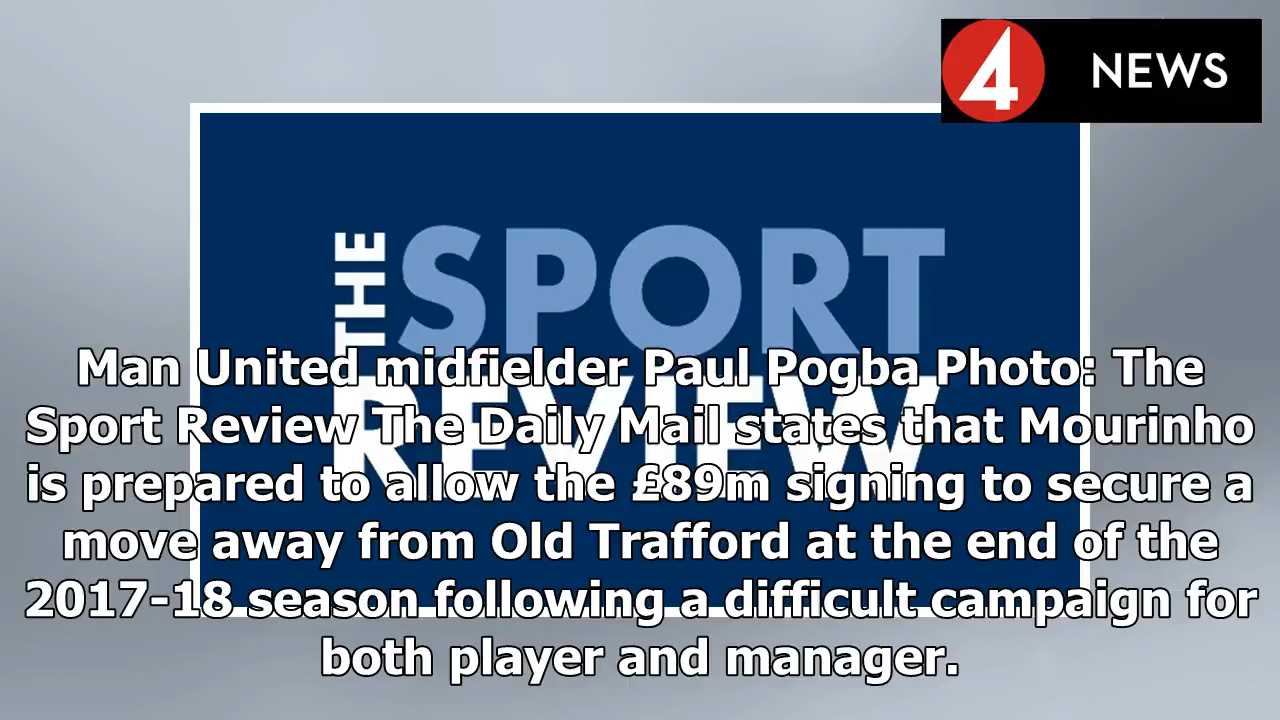 4 NEWS
THE
SPORT
REVIEW
Man United midfielder Paul Pogba Photo: The
Sport Review The Daily Mail states that Mourinho
is prepared to allow the £89m signing to secure a
move away from Old Trafford at the end of the
2017-18 season following a difficult campaign for
both player and manager.